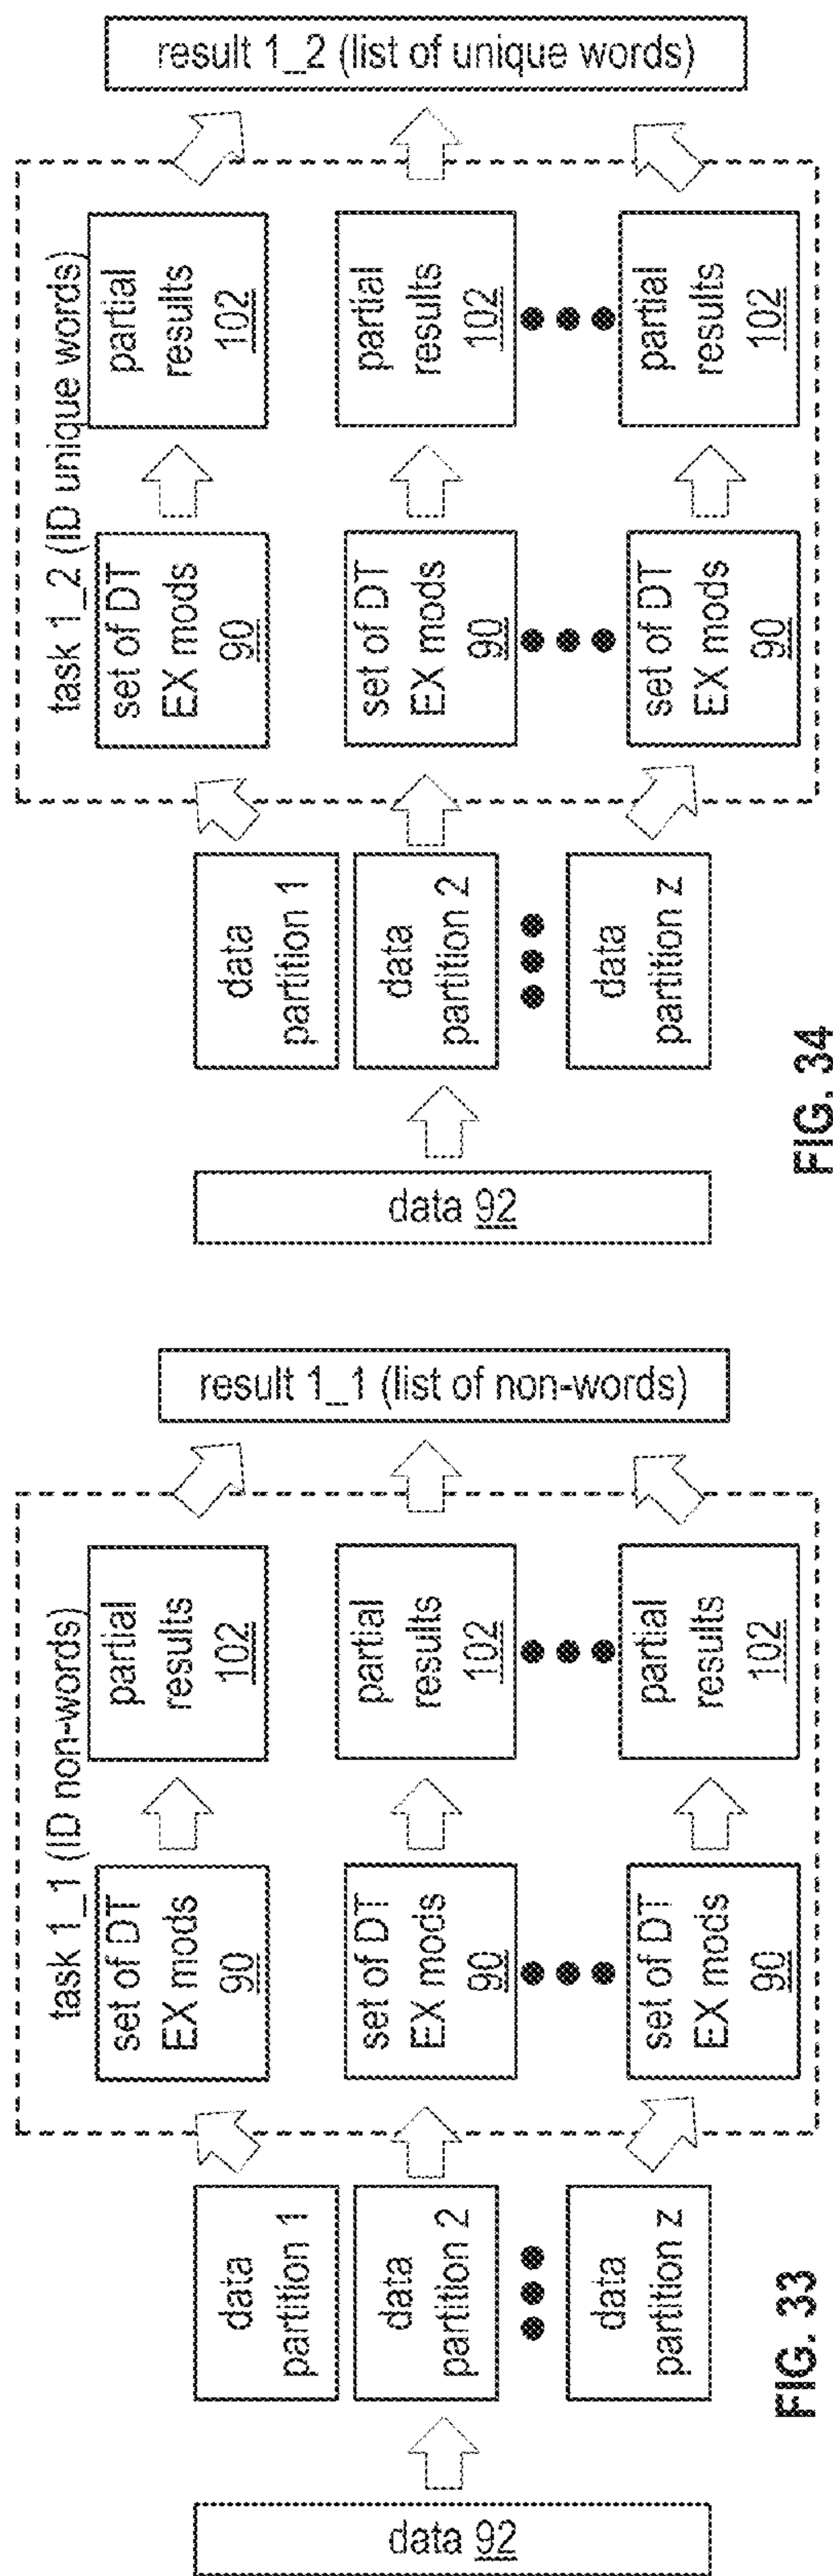 task 1_1 (ID non-words)
data 92
data
partition 1
data
partition 2
data
partition z
set of DT
EX mods
90
set of DT
EX mods
90
set of DT
EX mods
90
partial
results
102
partial
results
102
partial
results
102
result 1_1 (list of non-words)
FIG. 33
task 1_2 (ID unique words)
data 92
data
partition 1
data
partition 2
data
partition z
set of DT
EX mods
90
set of DT
EX mods
90
set of DT
EX mods
90
partial
results
102
partial
results
102
partial
results
102
result 1_2 (list of unique words)
FIG. 34